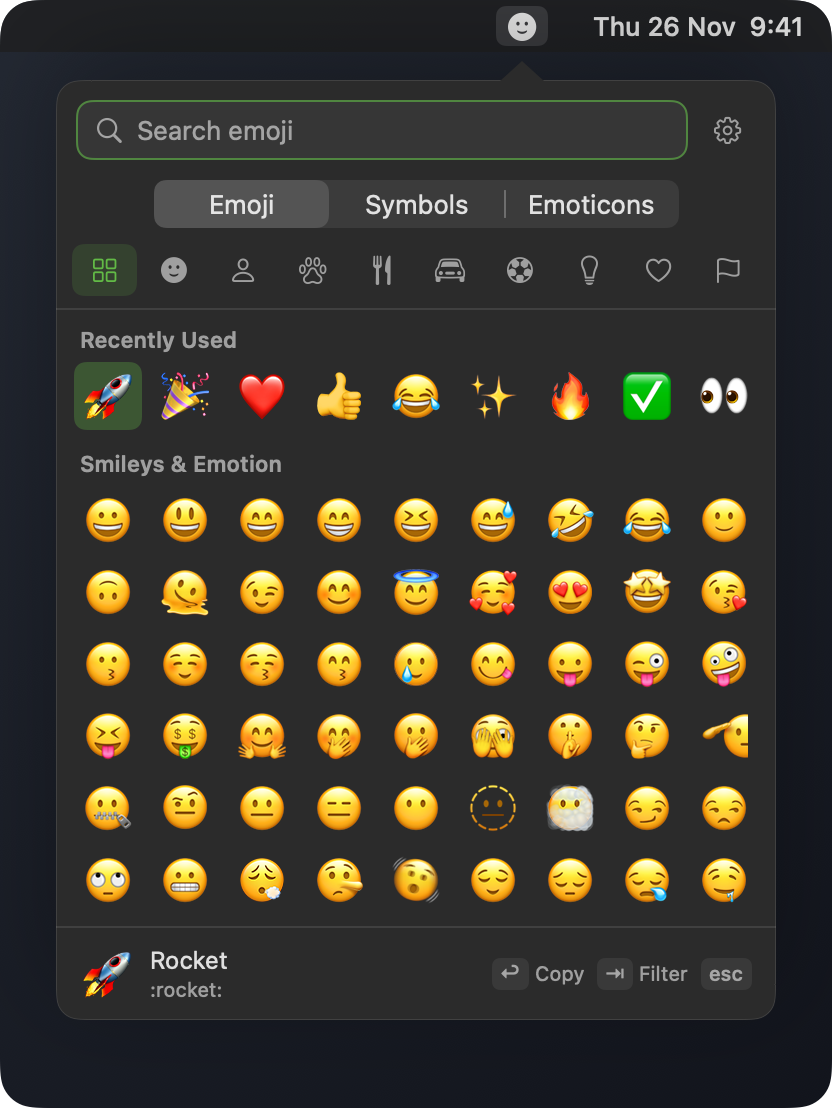 Thu 26 Nov 9:41
Search emoji
Emoji Symbols Emoticons
Recently Used
Smileys & Emotion
Rocket
:rocket:
Copy Filter esc